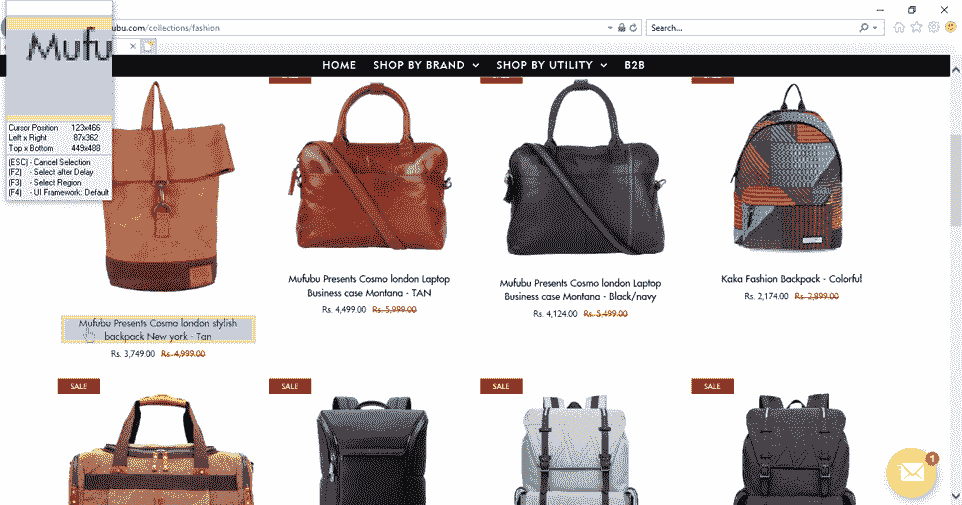 ubu.com/collections/fashion
Search...
Mufu
HOME SHOP BY BRAND SHOP BY UTILITY B2B
Cursor Position 123x466
Left x Right 87x362
Top x Bottom 449x488
(ESC) - Cancel Selection
(F2) - Select after Delay
(F3) - Select Region
(F4) - UI Framework: Default
Mufubu Presents Cosmo london stylish
backpack New york - Tan
Rs. 3,749.00 Rs. 4,999.00
Mufubu Presents Cosmo london Laptop
Business case Montana - TAN
Rs. 4,499.00 Rs. 5,999.00
Mufubu Presents Cosmo london Laptop
Business case Montana - Black/navy
Rs. 4,124.00 Rs. 5,499.00
Kaka Fashion Backpack - Colorful
Rs. 2,174.00 Rs. 2,899.00
SALE
SALE
SALE
SALE
1